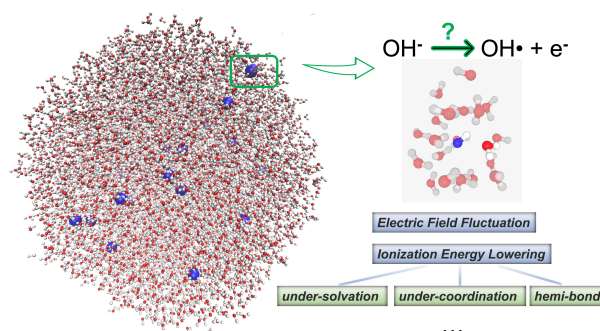 ?
OH⁻ → OH• + e⁻
Electric Field Fluctuation
Ionization Energy Lowering
under-solvation under-coordination hemi-bond
...